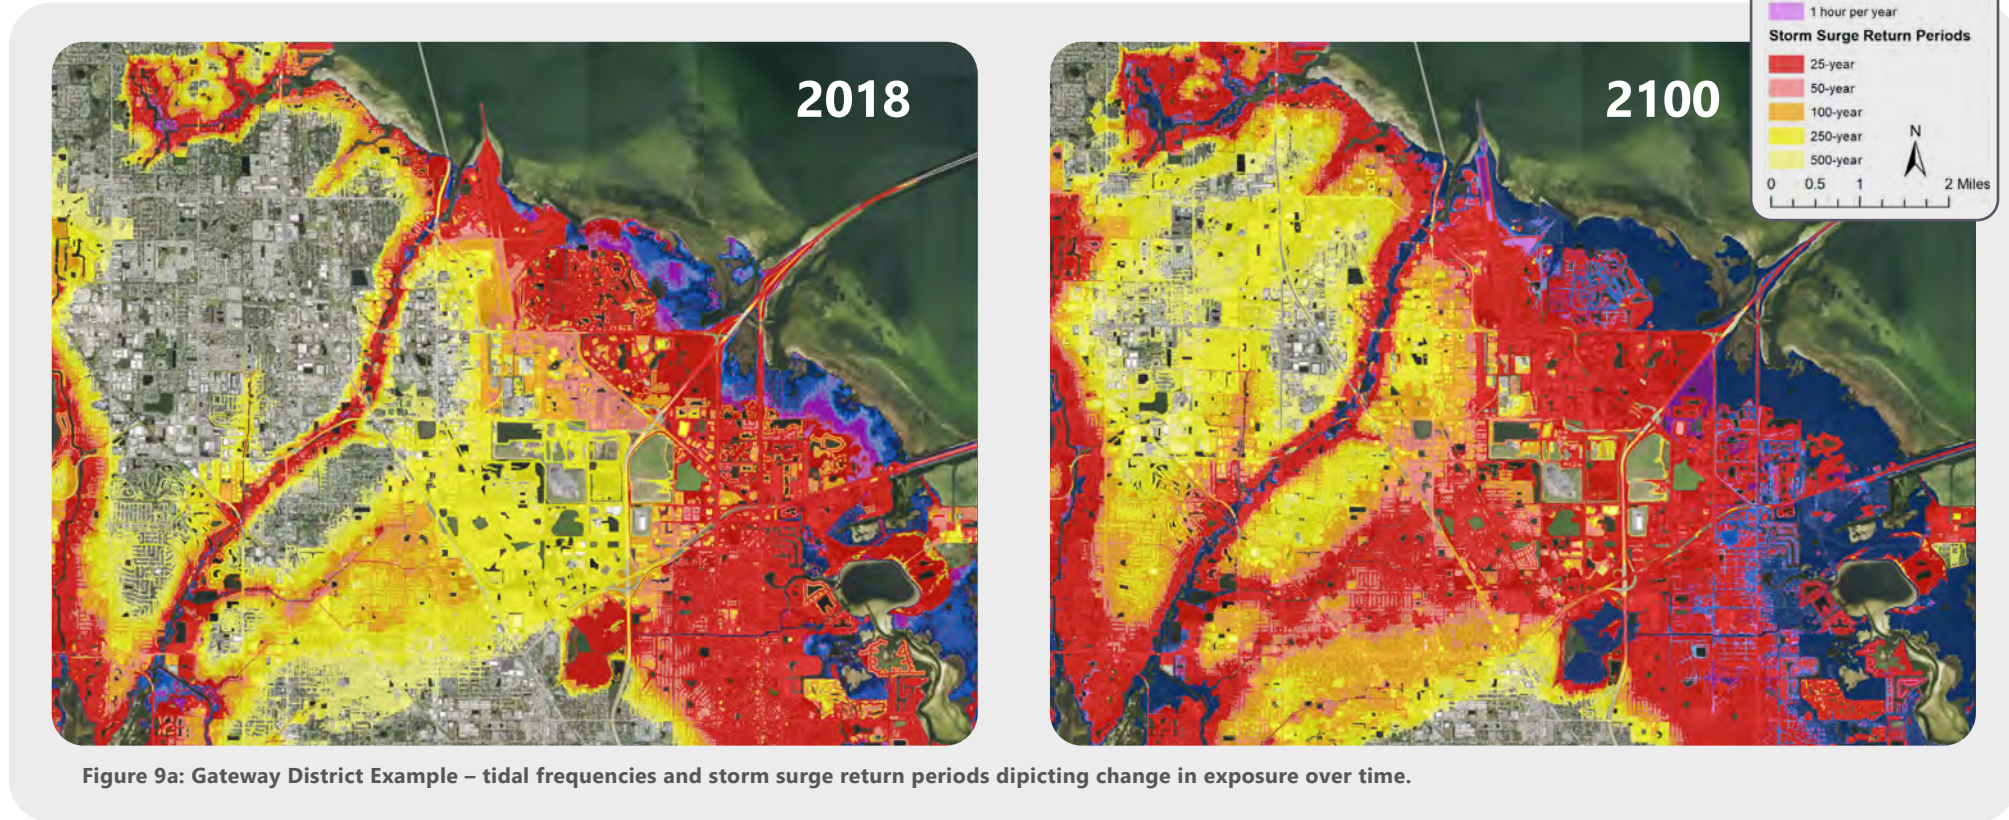 2018
2100
1 hour per year
Storm Surge Return Periods
25-year
50-year
100-year
250-year
500-year
N
0 0.5 1 2 Miles
Figure 9a: Gateway District Example – tidal frequencies and storm surge return periods dipicting change in exposure over time.